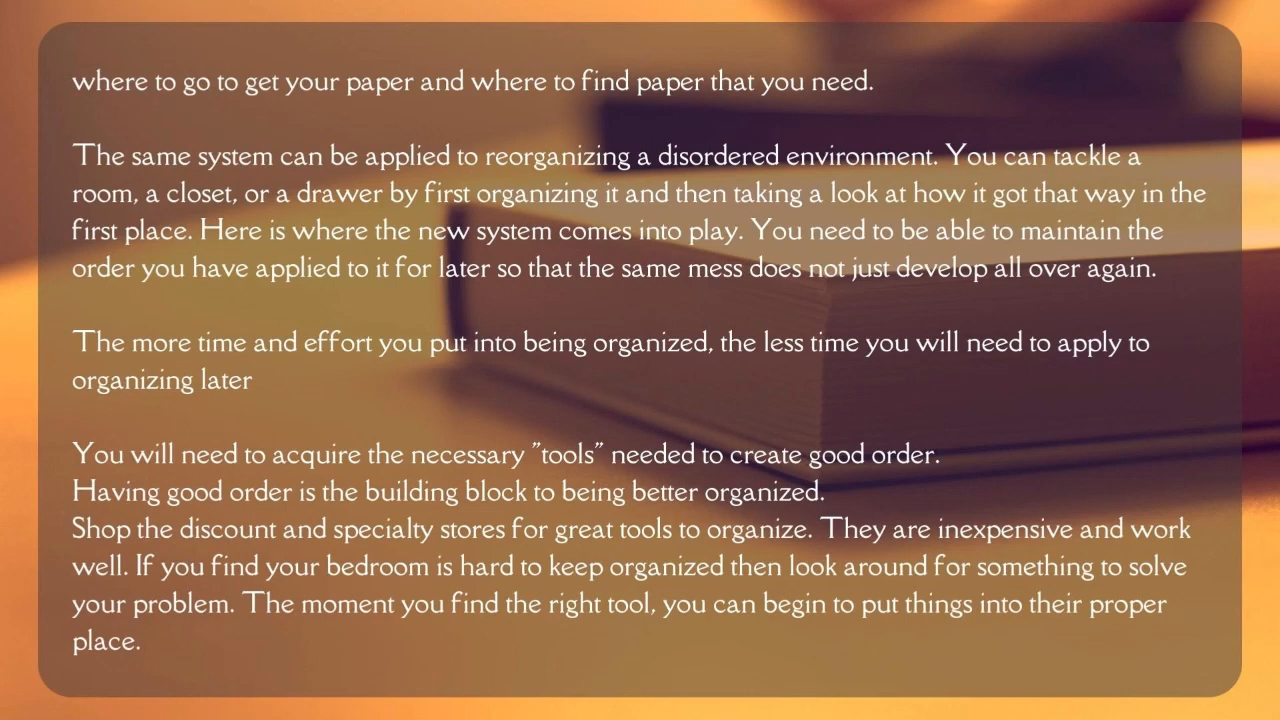 where to go to get your paper and where to find paper that you need.
The same system can be applied to reorganizing a disordered environment. You can tackle a
room, a closet, or a drawer by first organizing it and then taking a look at how it got that way in the
first place. Here is where the new system comes into play. You need to be able to maintain the
order you have applied to it for later so that the same mess does not just develop all over again.
The more time and effort you put into being organized, the less time you will need to apply to
organizing later
You will need to acquire the necessary "tools" needed to create good order.
Having good order is the building block to being better organized.
Shop the discount and specialty stores for great tools to organize. They are inexpensive and work
well. If you find your bedroom is hard to keep organized then look around for something to solve
your problem. The moment you find the right tool, you can begin to put things into their proper
place.